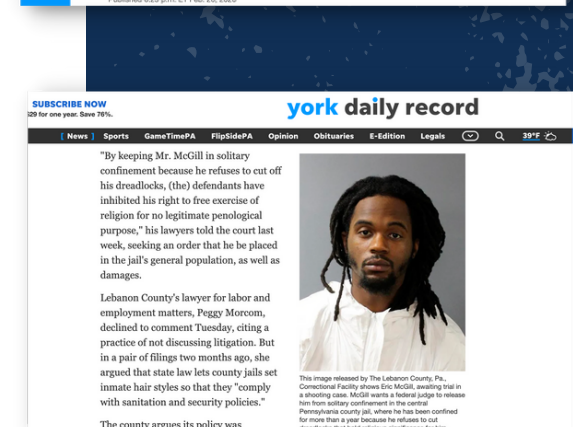 SUBSCRIBE NOW
$29 for one year. Save 76%.
york daily record
[ News ] Sports GameTimePA FlipSidePA Opinion Obituaries E-Edition Legals 39°F
"By keeping Mr. McGill in solitary
confinement because he refuses to cut off
his dreadlocks, (the) defendants have
inhibited his right to free exercise of
religion for no legitimate penological
purpose," his lawyers told the court last
week, seeking an order that he be placed
in the jail's general population, as well as
damages.
Lebanon County's lawyer for labor and
employment matters, Peggy Morcom,
declined to comment Tuesday, citing a
practice of not discussing litigation. But
in a pair of filings two months ago, she
argued that state law lets county jails set
inmate hair styles so that they "comply
with sanitation and security policies."
The county argues its policy was
This image released by The Lebanon County, Pa.,
Correctional Facility shows Eric McGill, awaiting trial in
a shooting case. McGill wants a federal judge to release
him from solitary confinement in the central
Pennsylvania county jail, where he has been confined
for more than a year because he refuses to cut